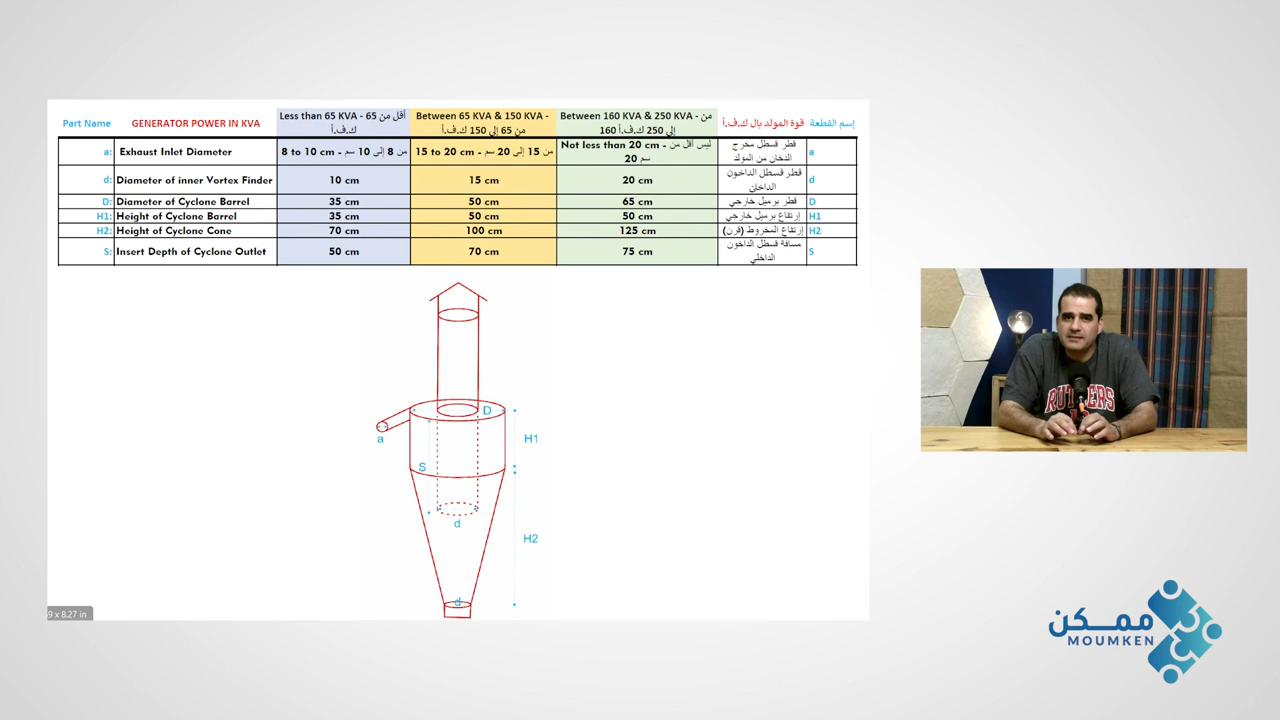 Part Name GENERATOR POWER IN KVA Less than 65 KVA - أقل من 65 ك.ف.أ Between 65 KVA & 150 KVA - من 65 إلى 150 ك.ف.أ Between 160 KVA & 250 KVA - من 160 إلى 250 ك.ف.أ قوة المولد بال ك.ف.أ إسم القطعة
a: Exhaust Inlet Diameter 8 to 10 cm - من 8 إلى 10 سم 15 to 20 cm - من 15 إلى 20 سم Not less than 20 cm - ليس أقل من 20 سم قطر قسطل مخرج الدخان من المولد a
d: Diameter of inner Vortex Finder 10 cm 15 cm 20 cm قطر قسطل الداخون الداخان d
D: Diameter of Cyclone Barrel 35 cm 50 cm 65 cm قطر برميل خارجي D
H1: Height of Cyclone Barrel 35 cm 50 cm 50 cm إرتفاع برميل خارجي H1
H2: Height of Cyclone Cone 70 cm 100 cm 125 cm إرتفاع المخروط (قرن) H2
S: Insert Depth of Cyclone Outlet 50 cm 70 cm 75 cm مسافة قسطل الداخون الداخلي S
D
a
H1
S
d
H2
d
9 x 8.27 in
RUTGERS
ممكن
MOUMKEN